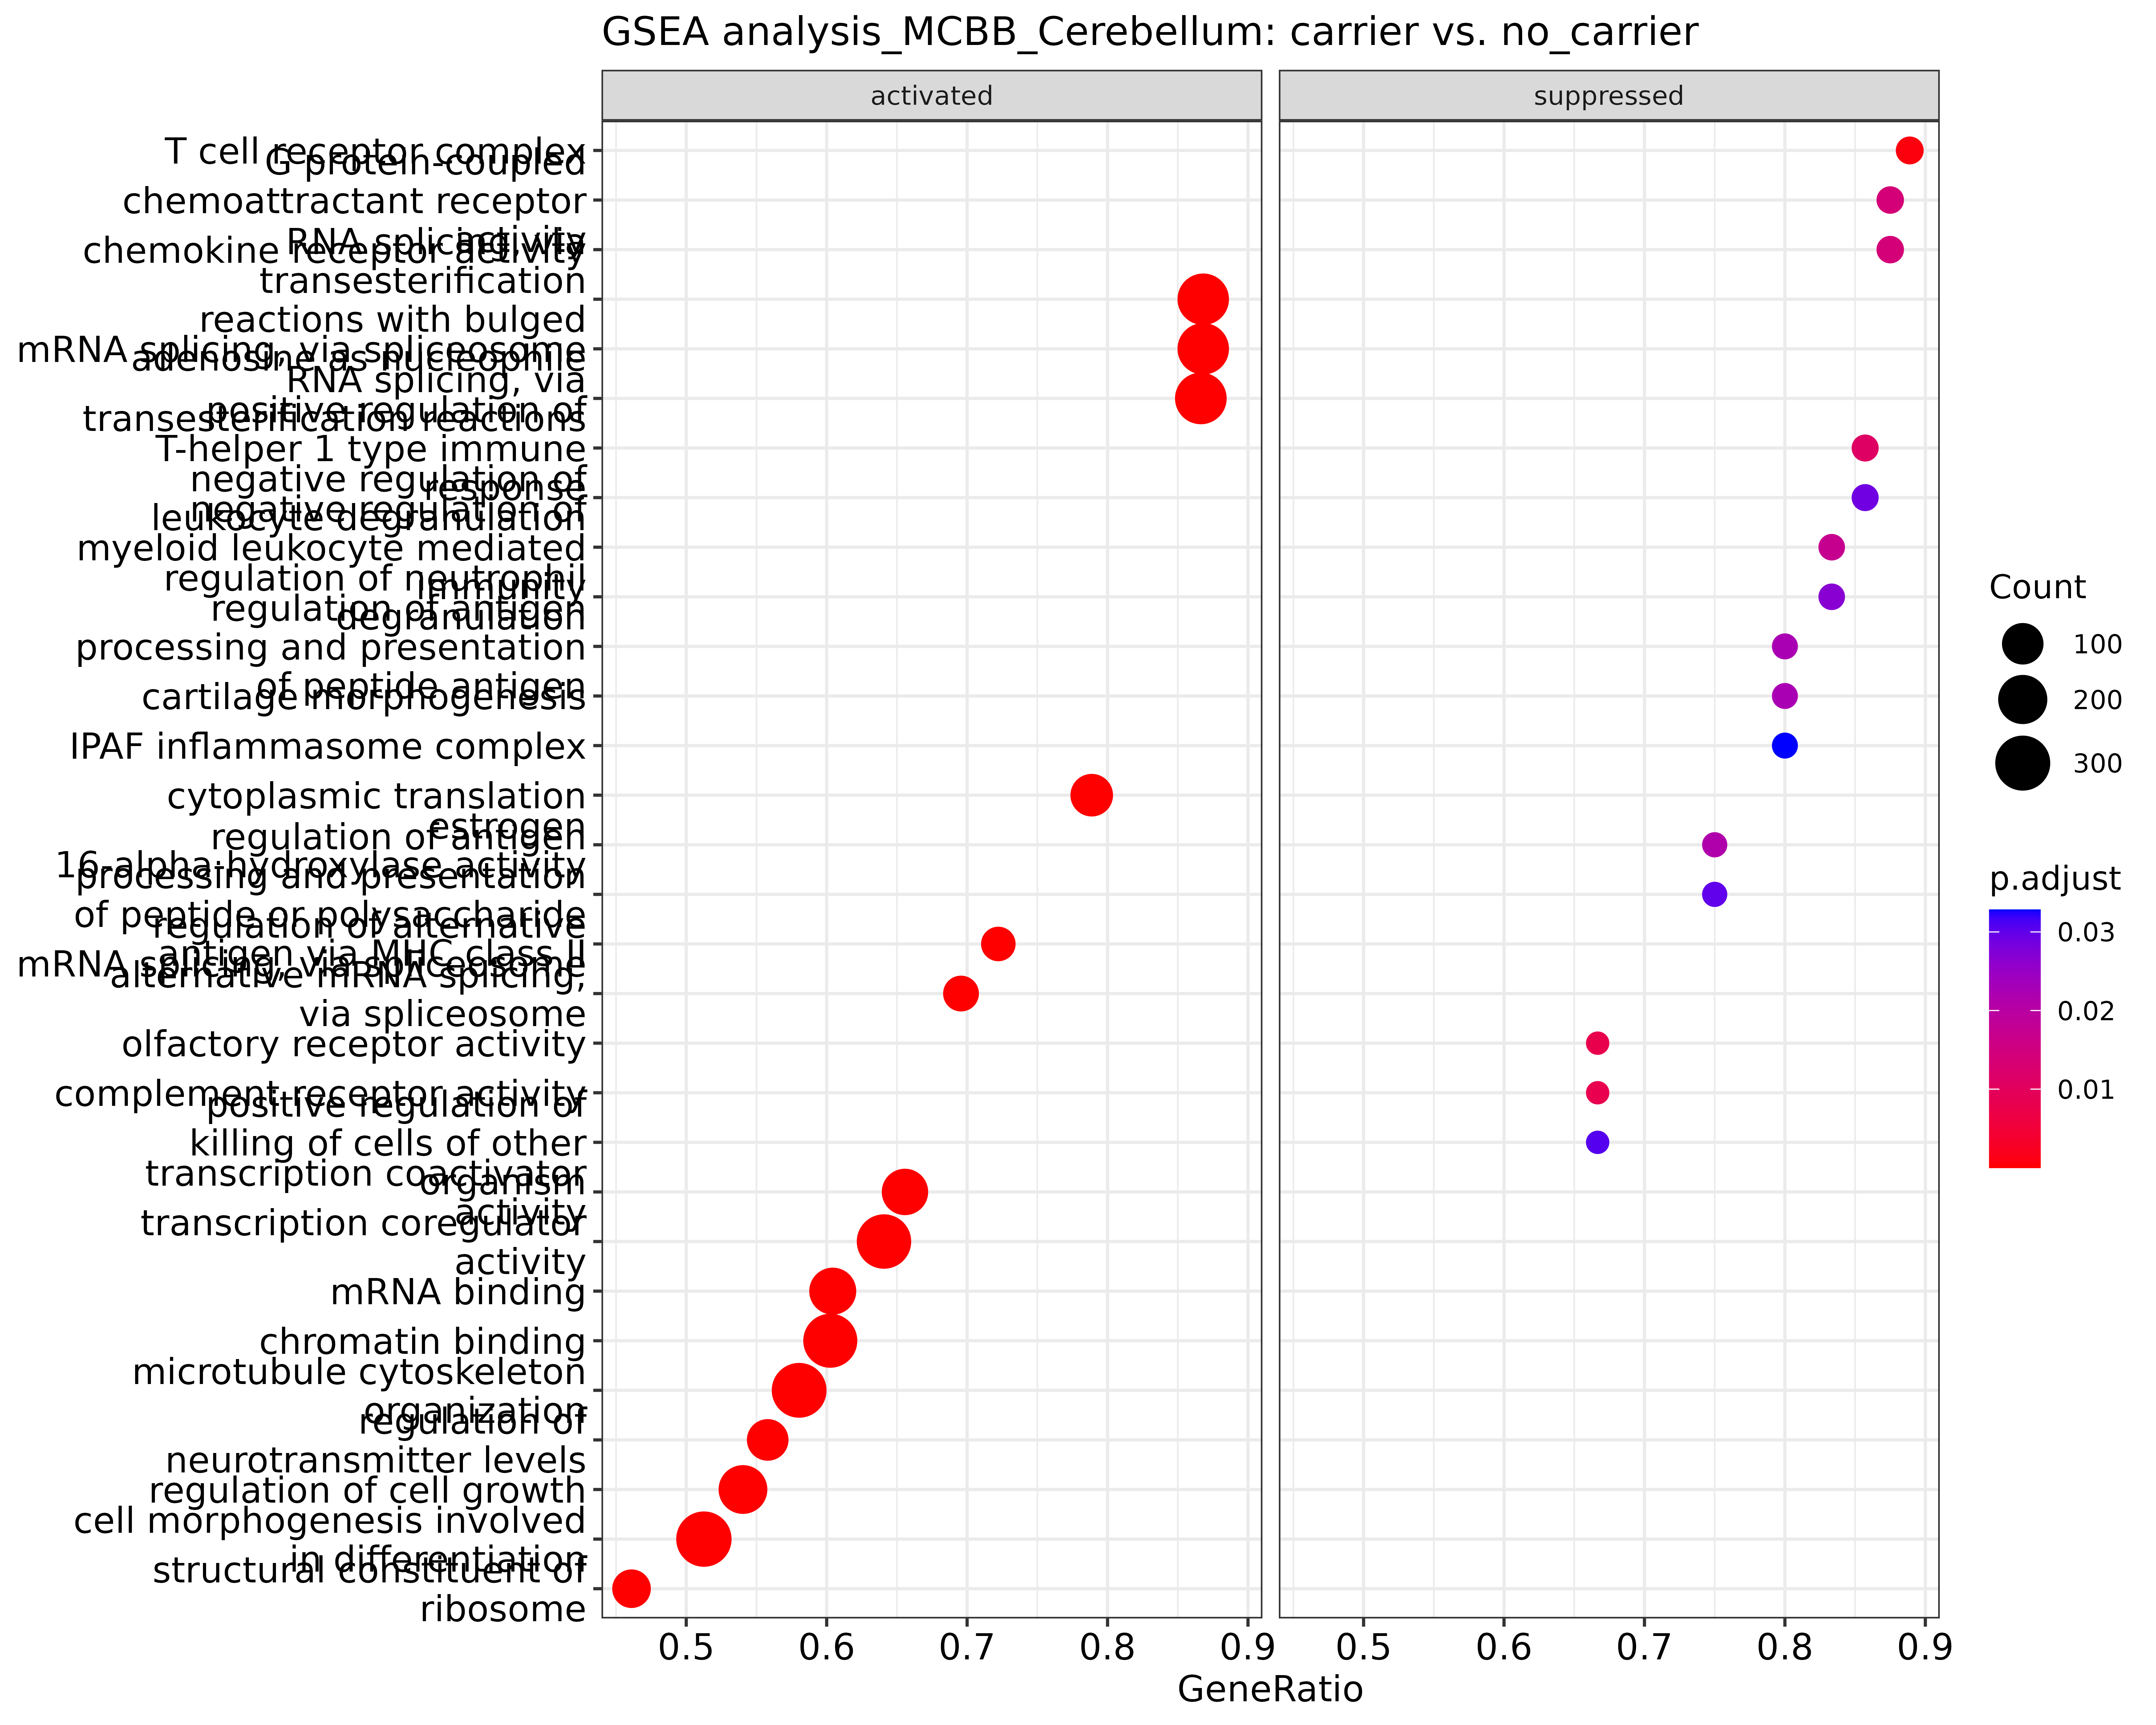 GSEA analysis_MCBB_Cerebellum: carrier vs. no_carrier
activated
suppressed
T cell receptor complex
G protein-coupled
chemoattractant receptor
activity
chemokine receptor activity
RNA splicing, via
transesterification
reactions with bulged
adenosine as nucleophile
mRNA splicing, via spliceosome
RNA splicing, via
transesterification reactions
positive regulation of
T-helper 1 type immune
response
negative regulation of
leukocyte degranulation
negative regulation of
myeloid leukocyte mediated
immunity
regulation of neutrophil
degranulation
regulation of antigen
processing and presentation
of peptide antigen
cartilage morphogenesis
IPAF inflammasome complex
cytoplasmic translation
estrogen
16-alpha-hydroxylase activity
regulation of antigen
processing and presentation
of peptide or polysaccharide
antigen via MHC class II
regulation of alternative
mRNA splicing, via spliceosome
alternative mRNA splicing,
via spliceosome
olfactory receptor activity
complement receptor activity
positive regulation of
killing of cells of other
organism
transcription coactivator
activity
transcription coregulator
activity
mRNA binding
chromatin binding
microtubule cytoskeleton
organization
regulation of
neurotransmitter levels
regulation of cell growth
cell morphogenesis involved
in differentiation
structural constituent of
ribosome
0.5 0.6 0.7 0.8 0.9
0.5 0.6 0.7 0.8 0.9
GeneRatio
Count
100
200
300
p.adjust
0.03
0.02
0.01